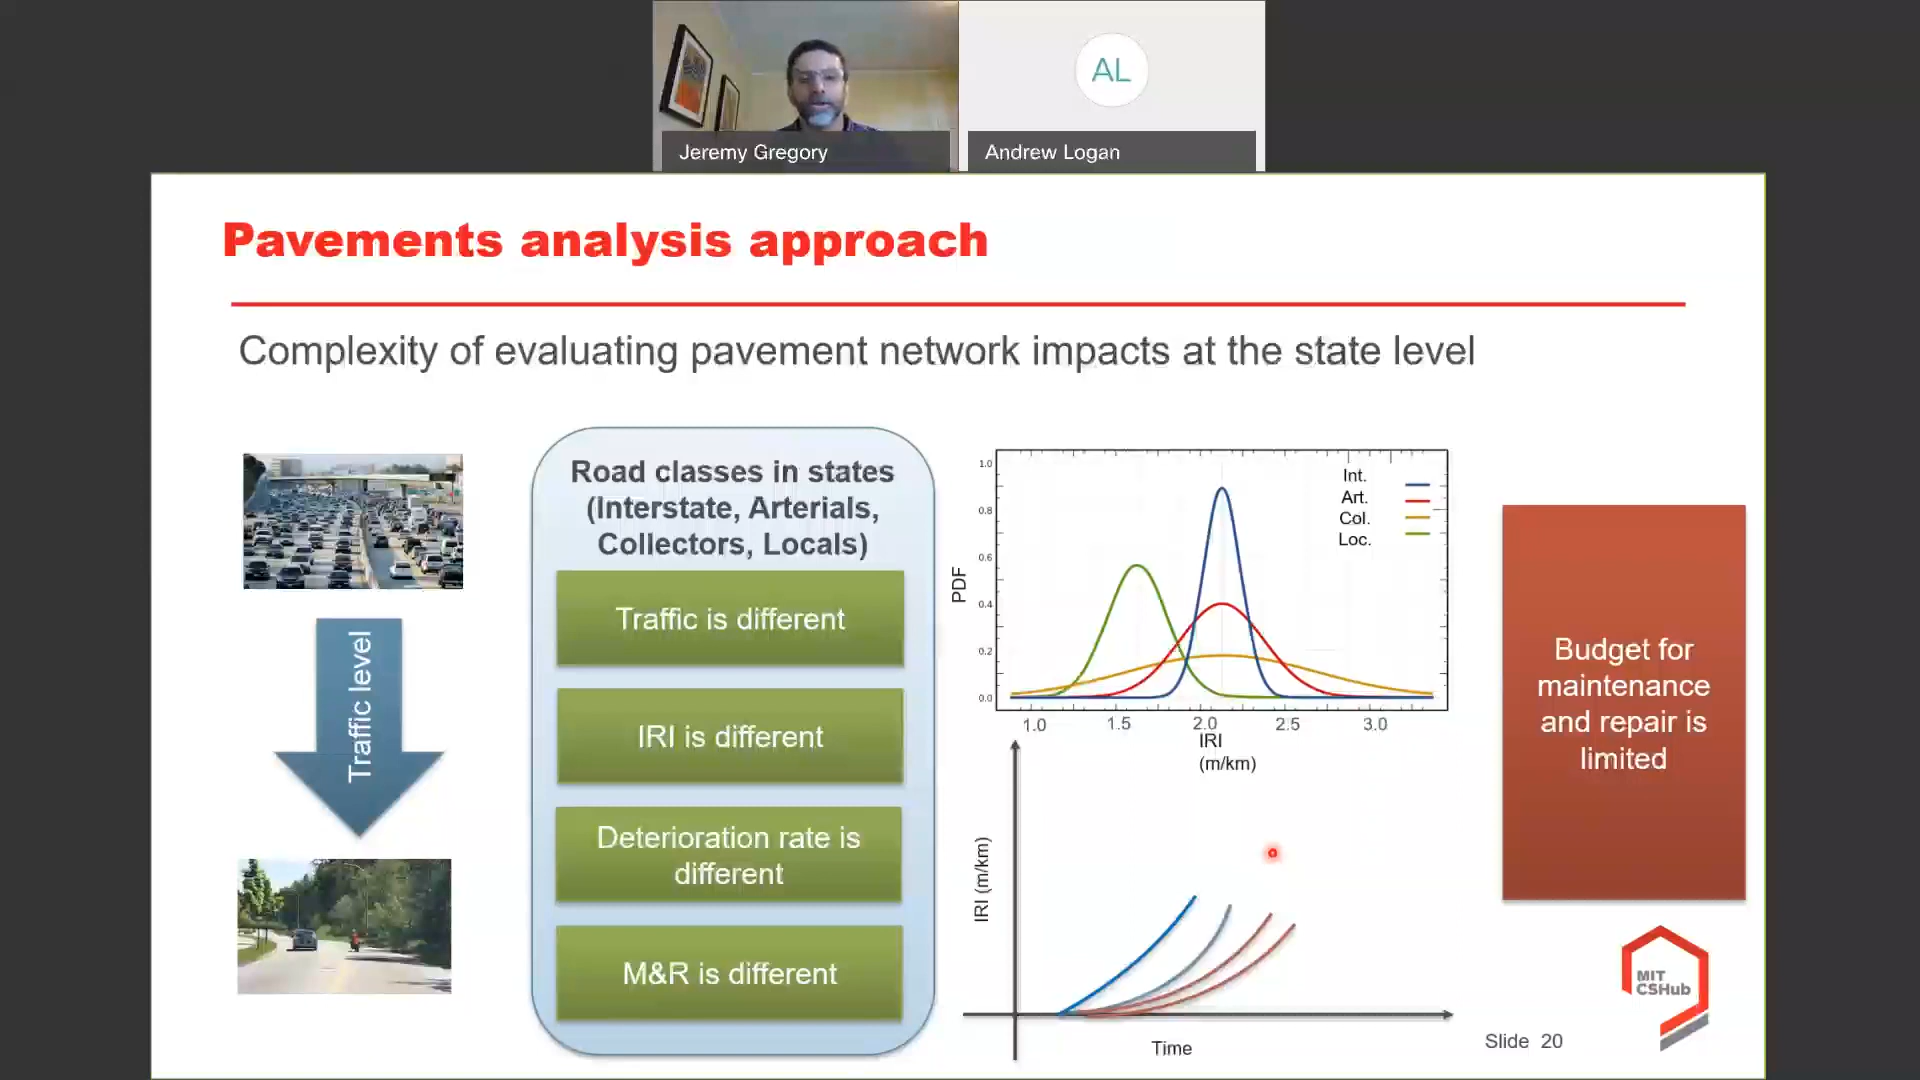 AL
Jeremy Gregory
Andrew Logan
Pavements analysis approach
Complexity of evaluating pavement network impacts at the state level
Traffic level
Road classes in states
(Interstate, Arterials,
Collectors, Locals)
Traffic is different
IRI is different
Deterioration rate is
different
M&R is different
PDF
1.0
0.8
0.6
0.4
0.2
0.0
Int.
Art.
Col.
Loc.
1.0 1.5 2.0 2.5 3.0
IRI
(m/km)
IRI (m/km)
Time
Budget for
maintenance
and repair is
limited
MIT
CSHub
Slide 20